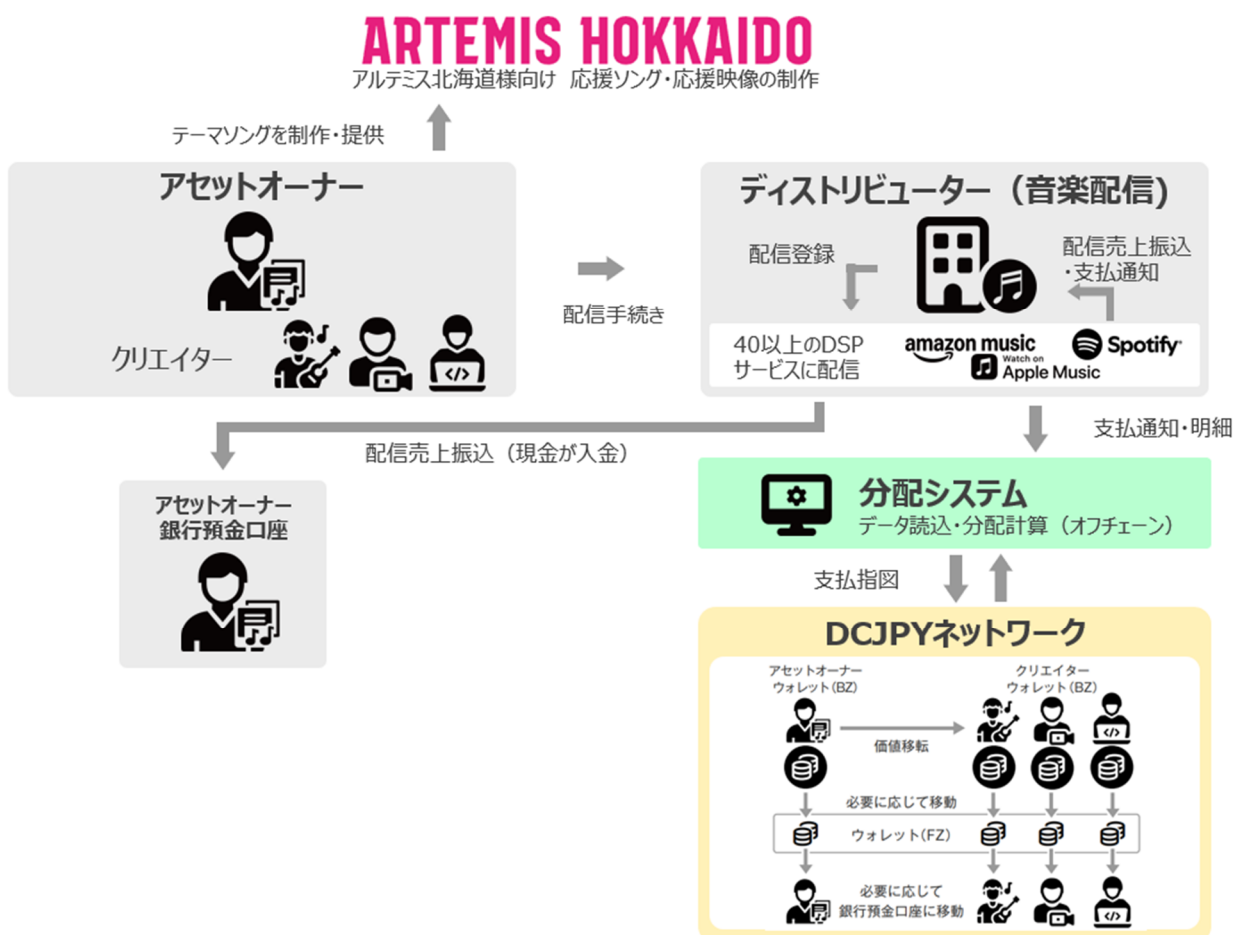 ARTEMIS HOKKAIDO
アルテミス北海道様向け 応援ソング・応援映像の制作
テーマソングを制作・提供
アセットオーナー
クリエイター
</>
配信手続き
ディストリビューター（音楽配信)
配信登録
配信売上振込
・支払通知
40以上のDSP
サービスに配信
amazon music
Spotify
Watch on
Apple Music
配信売上振込（現金が入金）
支払通知・明細
アセットオーナー
銀行預金口座
分配システム
データ読込・分配計算（オフチェーン）
支払指図
DCJPYネットワーク
アセットオーナー
ウォレット(BZ)
クリエイター
ウォレット(BZ)
</>
価値移転
必要に応じて移動
ウォレット(FZ)
必要に応じて
銀行預金口座に移動
</>